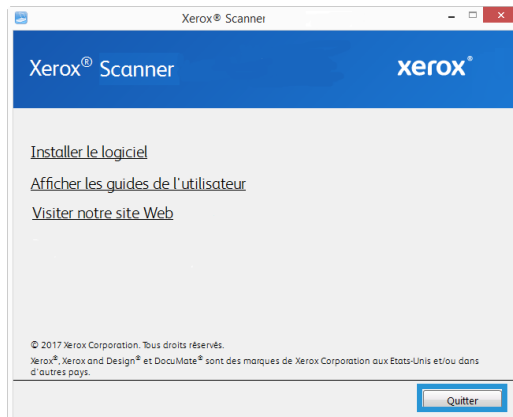 Xerox® Scanner
Xerox® Scanner
xerox®
Installer le logiciel
Afficher les guides de l'utilisateur
Visiter notre site Web
© 2017 Xerox Corporation. Tous droits réservés.
Xerox®, Xerox and Design® et DocuMate® sont des marques de Xerox Corporation aux Etats-Unis et/ou dans
d'autres pays.
Quitter